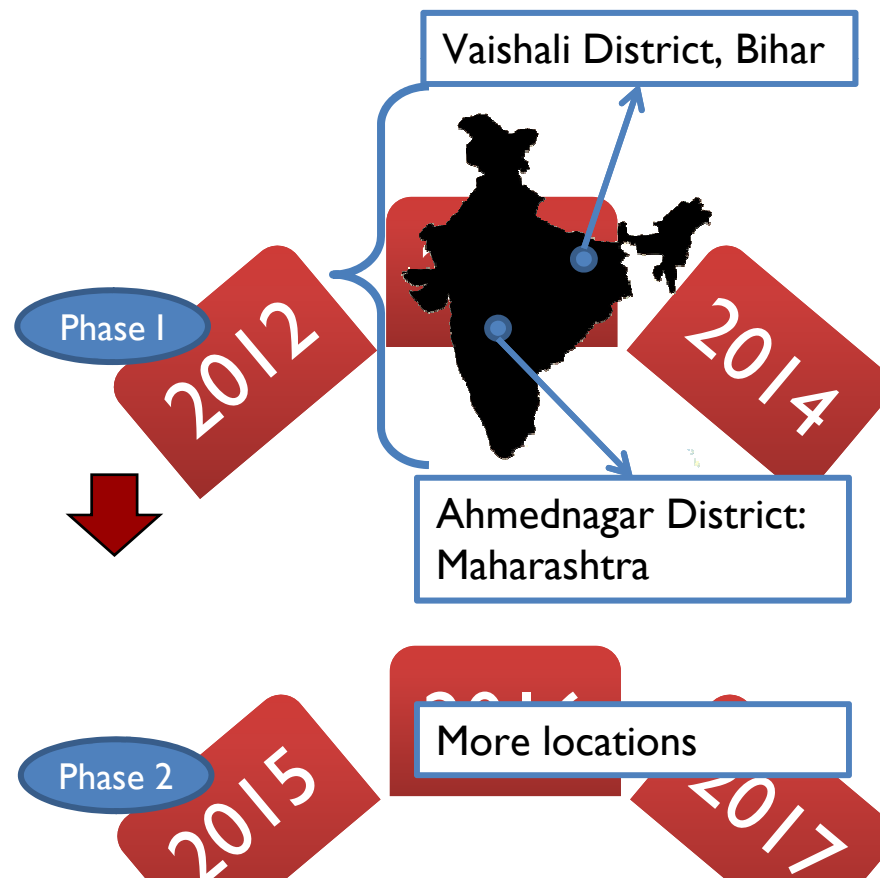 Vaishali District, Bihar
Phase 1
2012
2014
Ahmednagar District:
Maharashtra
More locations
Phase 2
2015
2017